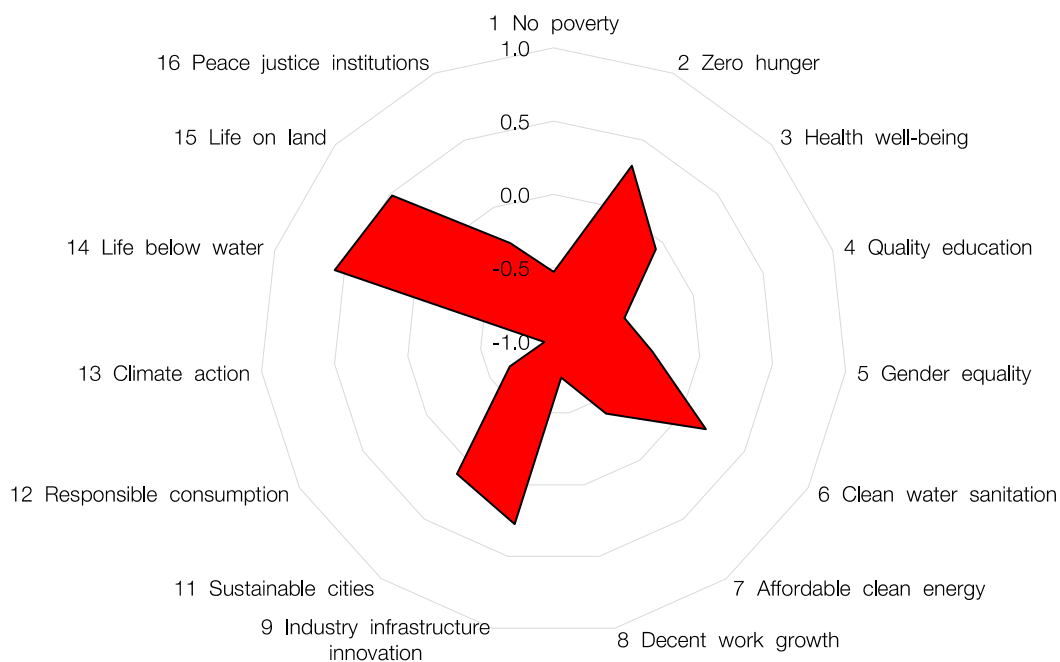 1 No poverty
1.0
16 Peace justice institutions
2 Zero hunger
0.5
15 Life on land
3 Health well-being
0.0
14 Life below water
4 Quality education
-0.5
-1.0
13 Climate action
5 Gender equality
12 Responsible consumption
6 Clean water sanitation
11 Sustainable cities
7 Affordable clean energy
9 Industry infrastructure
innovation
8 Decent work growth